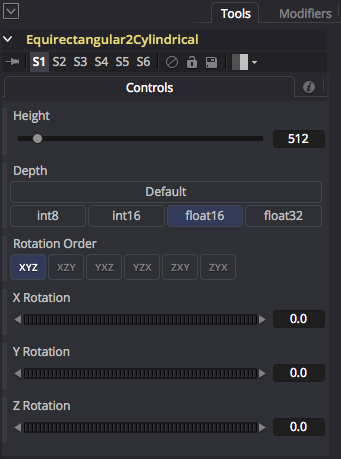 Tools Modifiers
Equirectangular2Cylindrical
S1 S2 S3 S4 S5 S6
Controls
Height
512
Depth
Default
int8 int16 float16 float32
Rotation Order
XYZ XZY YXZ YZX ZXY ZYX
X Rotation
0.0
Y Rotation
0.0
Z Rotation
0.0